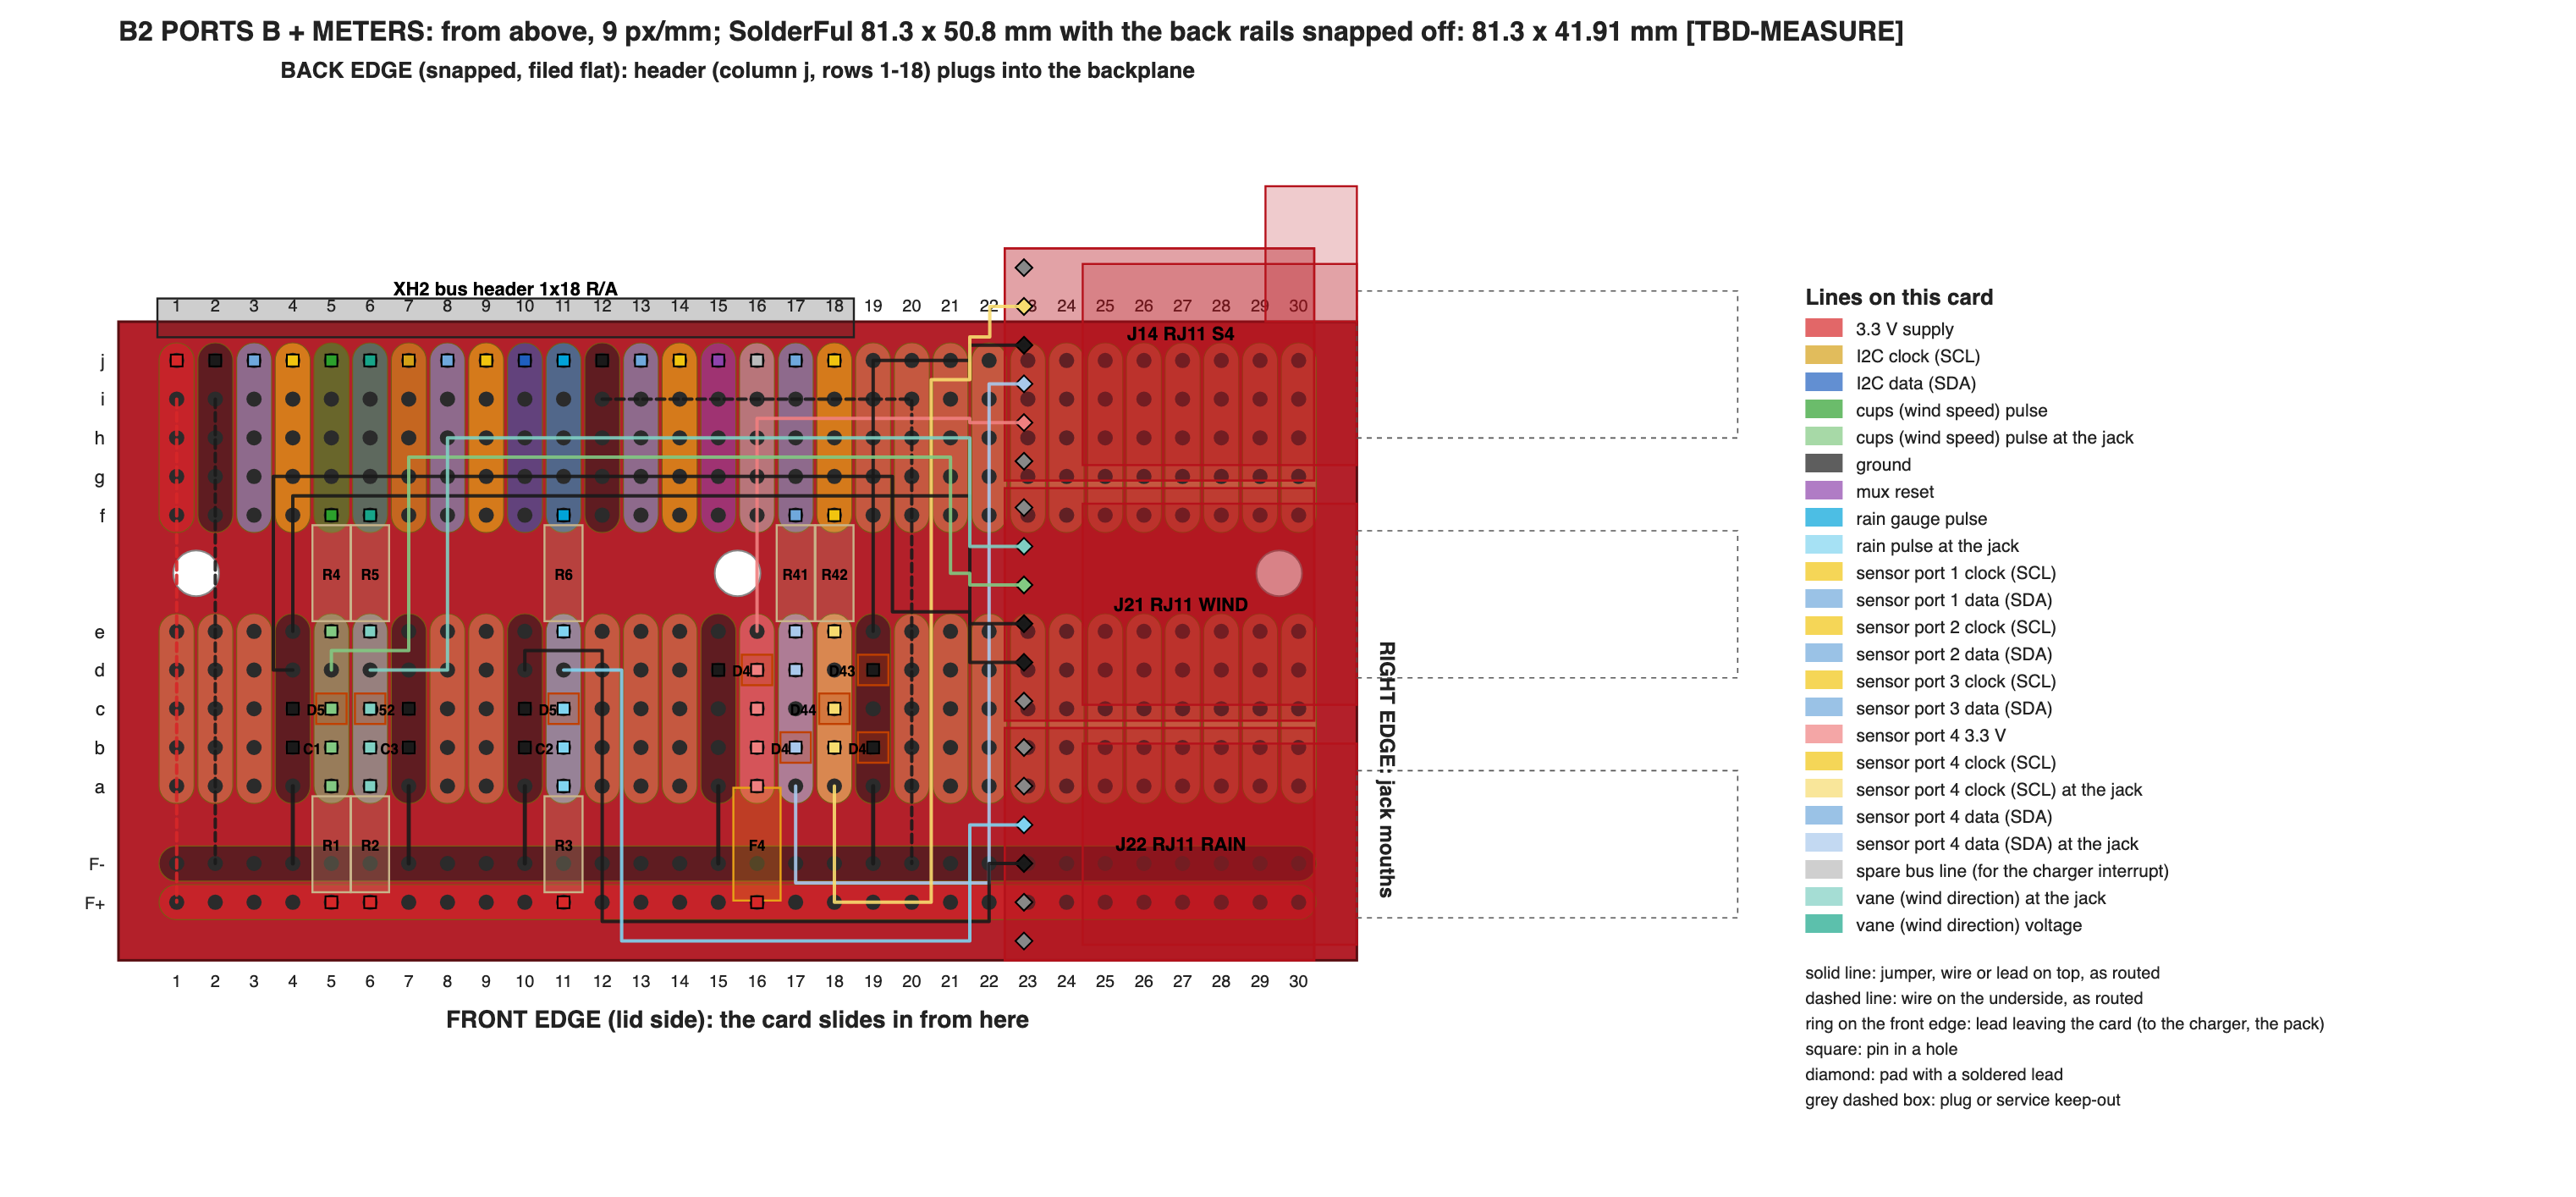 B2 PORTS B + METERS: from above, 9 px/mm; SolderFul 81.3 x 50.8 mm with the back rails snapped off: 81.3 x 41.91 mm [TBD-MEASURE]
BACK EDGE (snapped, filed flat): header (column j, rows 1-18) plugs into the backplane
XH2 bus header 1x18 R/A
1 2 3 4 5 6 7 8 9 10 11 12 13 14 15 16 17 18 19 20 21 22 23 24 25 26 27 28 29 30
J14 RJ11 S4
j
i
h
g
f
R4 R5 R6 R41 R42
J21 RJ11 WIND
e
d D4 D43
c D5 D52 D5 D44
b C1 C3 C2 D4 D4
a
R1 R2 R3 F4 J22 RJ11 RAIN
F-
F+
1 2 3 4 5 6 7 8 9 10 11 12 13 14 15 16 17 18 19 20 21 22 23 24 25 26 27 28 29 30
FRONT EDGE (lid side): the card slides in from here
RIGHT EDGE: jack mouths
Lines on this card
3.3 V supply
I2C clock (SCL)
I2C data (SDA)
cups (wind speed) pulse
cups (wind speed) pulse at the jack
ground
mux reset
rain gauge pulse
rain pulse at the jack
sensor port 1 clock (SCL)
sensor port 1 data (SDA)
sensor port 2 clock (SCL)
sensor port 2 data (SDA)
sensor port 3 clock (SCL)
sensor port 3 data (SDA)
sensor port 4 3.3 V
sensor port 4 clock (SCL)
sensor port 4 clock (SCL) at the jack
sensor port 4 data (SDA)
sensor port 4 data (SDA) at the jack
spare bus line (for the charger interrupt)
vane (wind direction) at the jack
vane (wind direction) voltage
solid line: jumper, wire or lead on top, as routed
dashed line: wire on the underside, as routed
ring on the front edge: lead leaving the card (to the charger, the pack)
square: pin in a hole
diamond: pad with a soldered lead
grey dashed box: plug or service keep-out